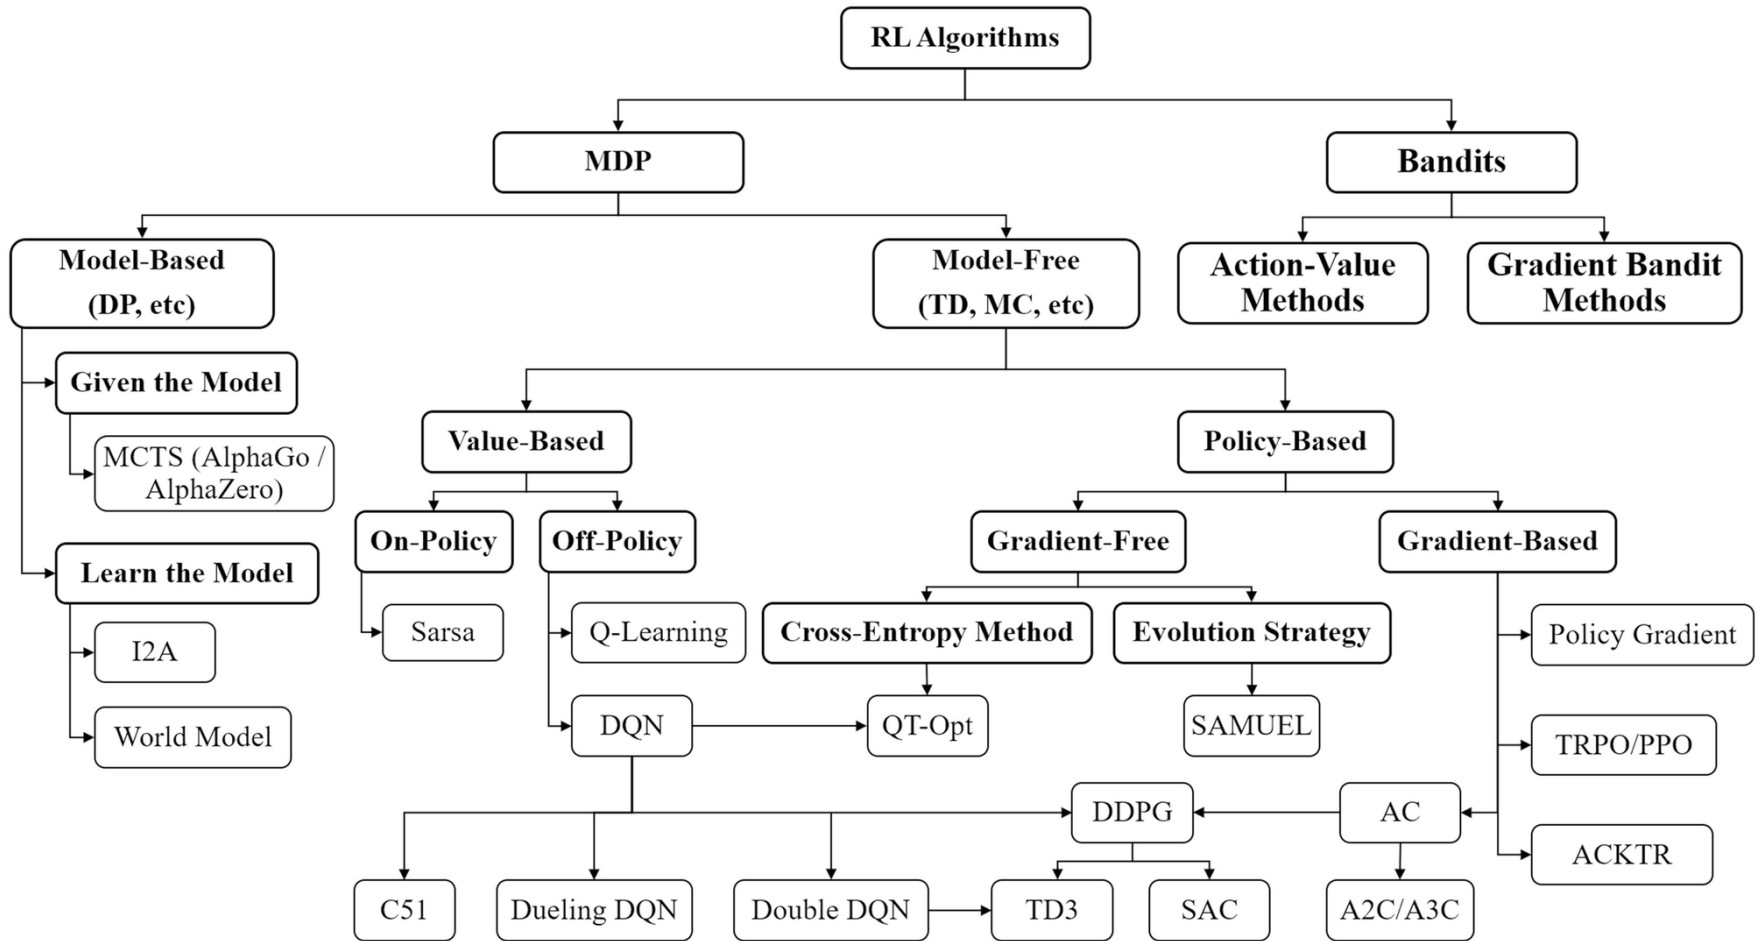 RL Algorithms
MDP
Bandits
Model-Based
(DP, etc)
Model-Free
(TD, MC, etc)
Action-Value
Methods
Gradient Bandit
Methods
Given the Model
MCTS (AlphaGo /
AlphaZero)
Learn the Model
I2A
World Model
Value-Based
Policy-Based
On-Policy
Off-Policy
Gradient-Free
Gradient-Based
Sarsa
Q-Learning
Cross-Entropy Method
Evolution Strategy
Policy Gradient
DQN
QT-Opt
SAMUEL
TRPO/PPO
DDPG
AC
ACKTR
C51
Dueling DQN
Double DQN
TD3
SAC
A2C/A3C